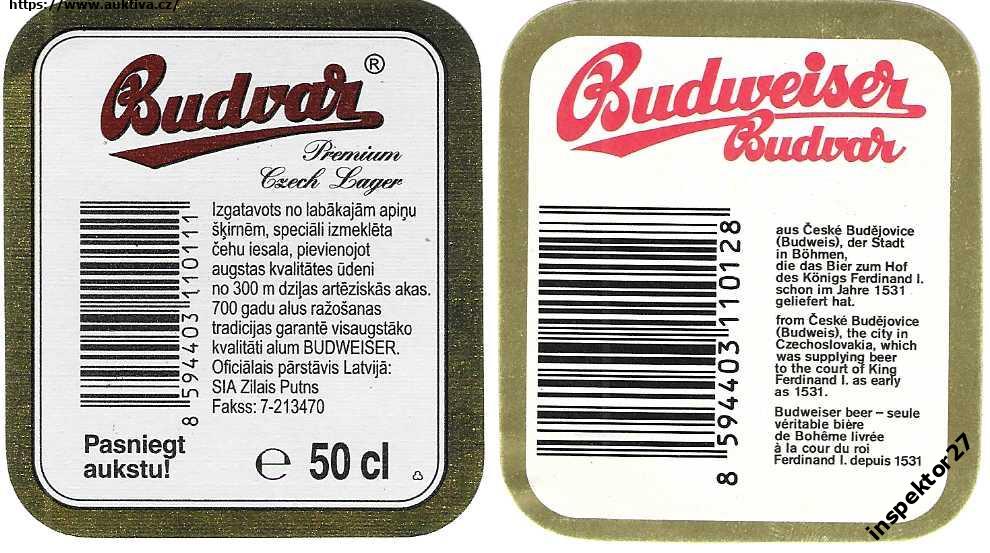 https://www.auktiva.cz/
Budvar ®
Premium
Czech Lager
Izgatavots no labākajām apiņu
šķirnēm, speciāli izmeklēta
čehu iesala, pievienojot
augstas kvalitātes ūdeni
no 300 m dziļas artēziskās akas.
700 gadu alus ražošanas
tradicijas garantē visaugstāko
kvalitāti alum BUDWEISER.
Oficiālais pārstāvis Latvijā:
SIA Zilais Putns
Fakss: 7-213470
8 594403 110111
Pasniegt
aukstu!
e 50 cl
Budweiser
Budvar
8 594403 110128
aus České Budějovice
(Budweis), der Stadt
in Böhmen,
die das Bier zum Hof
des Königs Ferdinand I.
schon im Jahre 1531
geliefert hat.
from České Budějovice
(Budweis), the city in
Czechoslovakia, which
was supplying beer
to the court of King
Ferdinand I. as early
as 1531.
Budweiser beer – seule
véritable bière
de Bohême livrée
à la cour du roi
Ferdinand I. depuis 1531
inspektor27